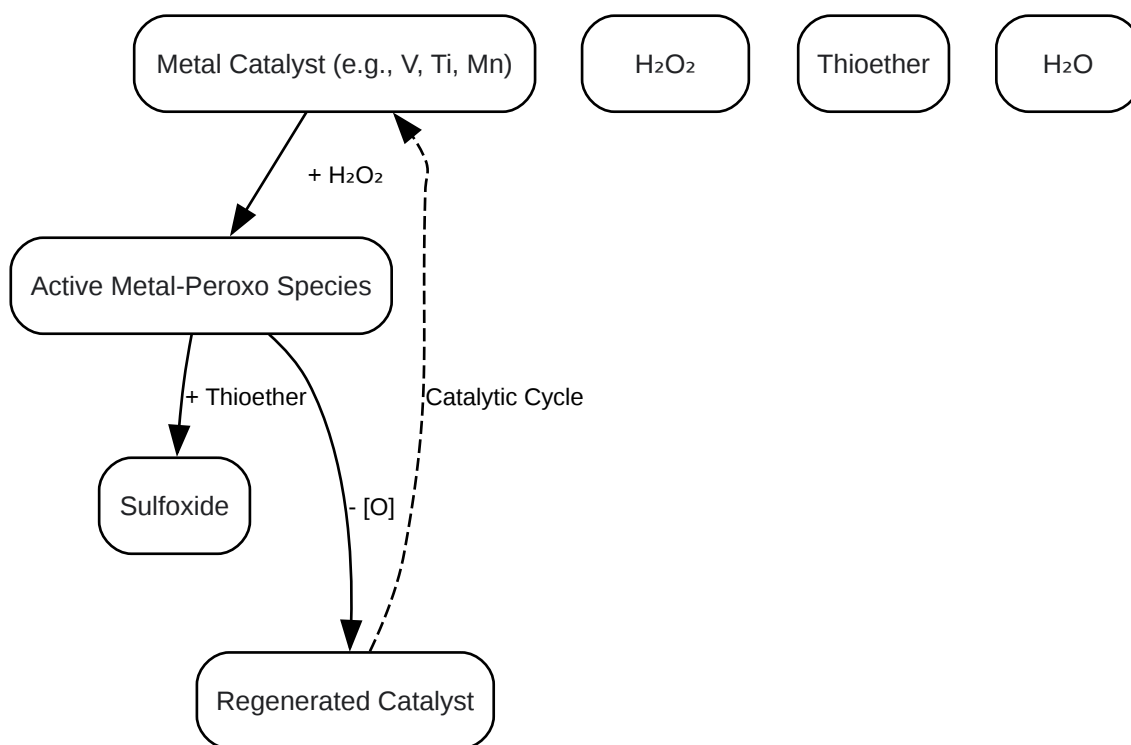 Metal Catalyst (e.g., V, Ti, Mn)
H₂O₂
Thioether
H₂O
+ H₂O₂
Active Metal-Peroxo Species
+ Thioether
Catalytic Cycle
Sulfoxide
- [O]
Regenerated Catalyst